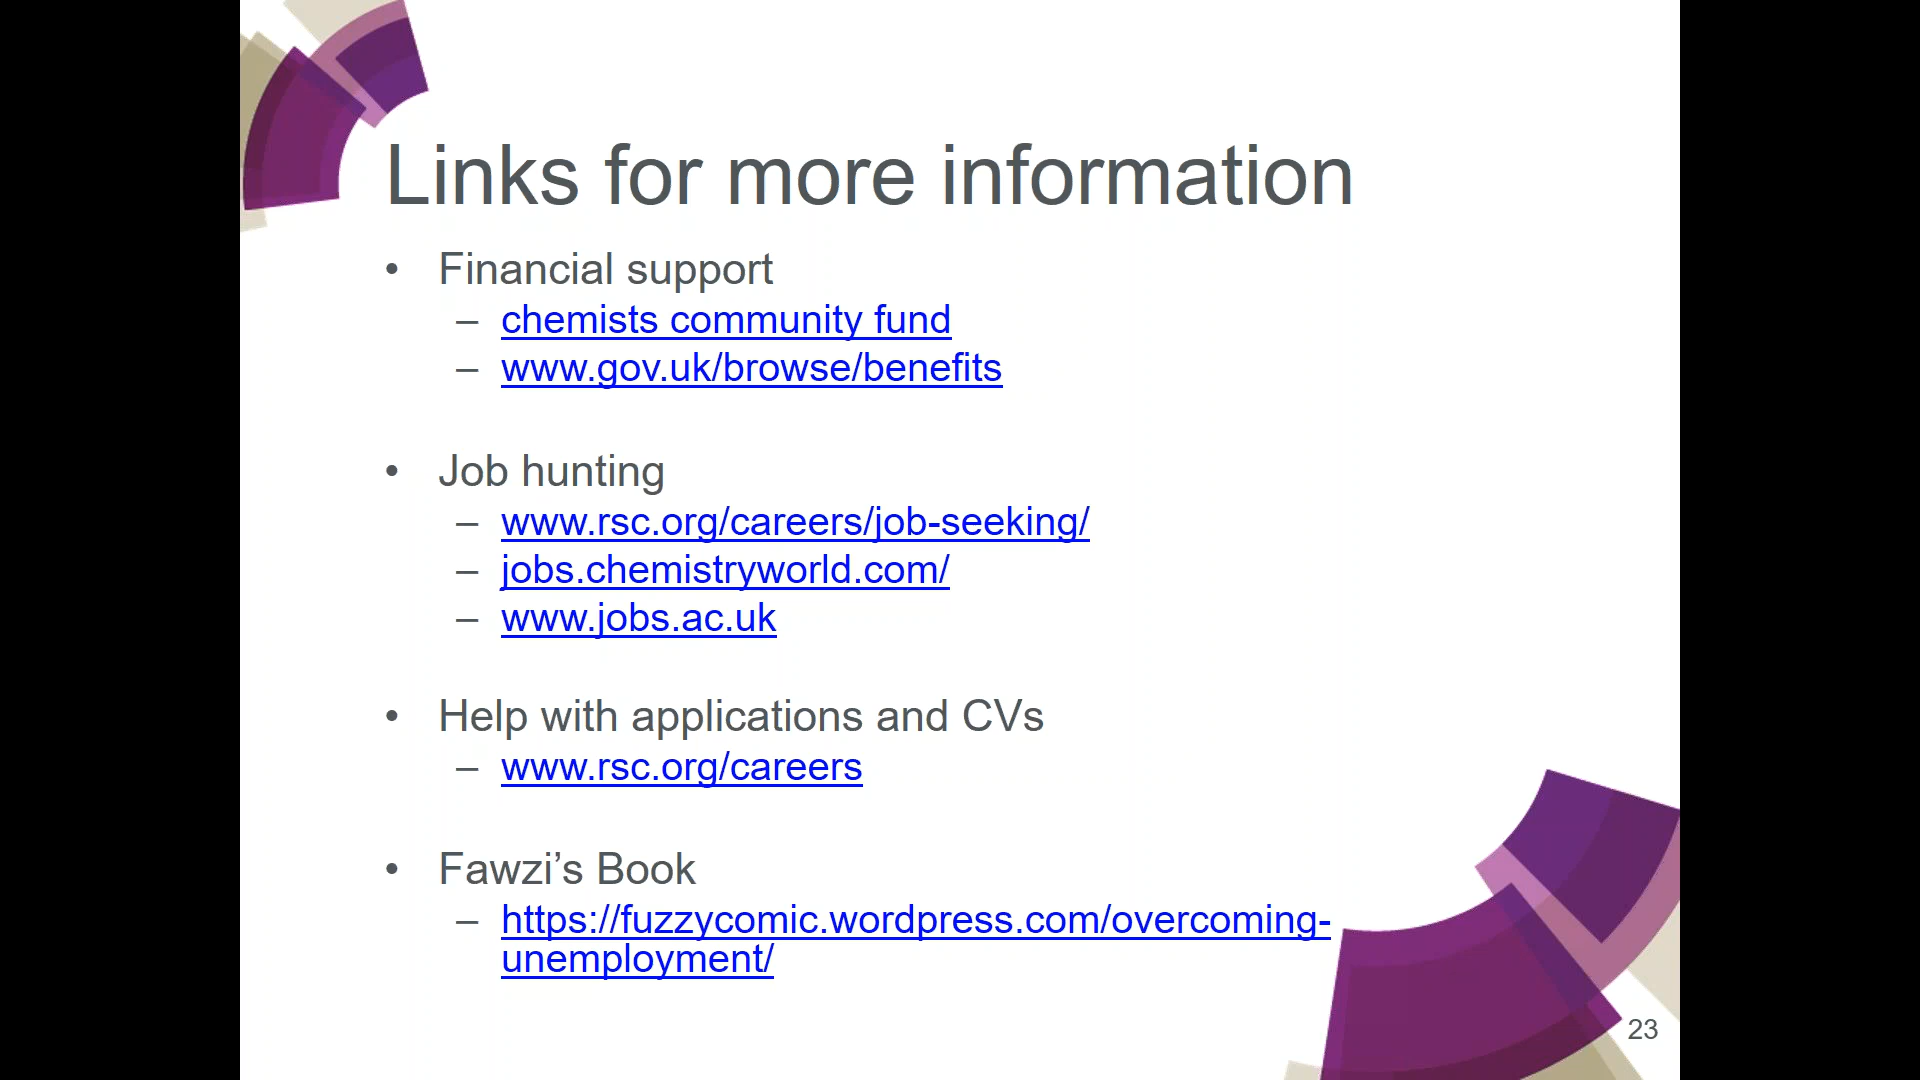 Links for more information
• Financial support
– chemists community fund
– www.gov.uk/browse/benefits
• Job hunting
– www.rsc.org/careers/job-seeking/
– jobs.chemistryworld.com/
– www.jobs.ac.uk
• Help with applications and CVs
– www.rsc.org/careers
• Fawzi’s Book
– https://fuzzycomic.wordpress.com/overcoming-
unemployment/
23